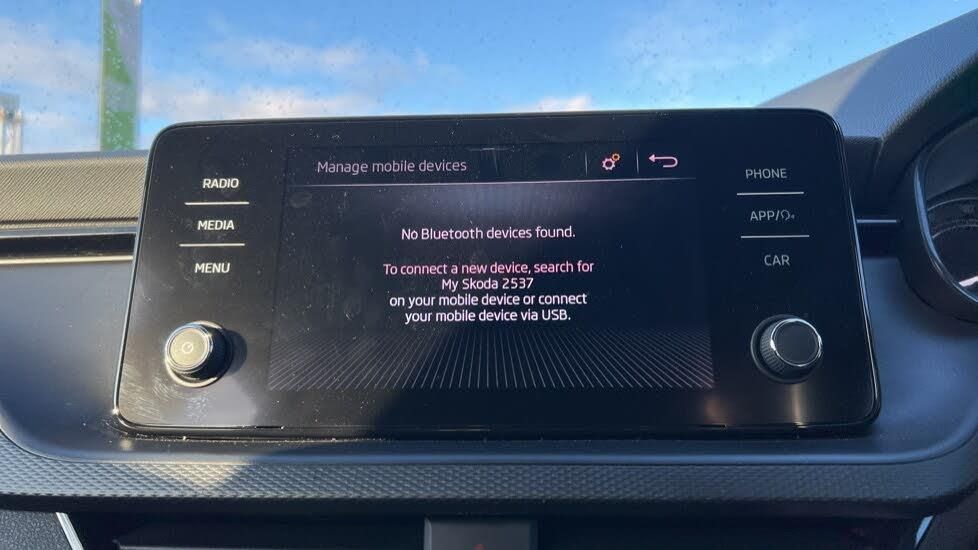 RADIO
MEDIA
MENU
Manage mobile devices
No Bluetooth devices found.
To connect a new device, search for
My Skoda 2537
on your mobile device or connect
your mobile device via USB.
PHONE
APP/
CAR